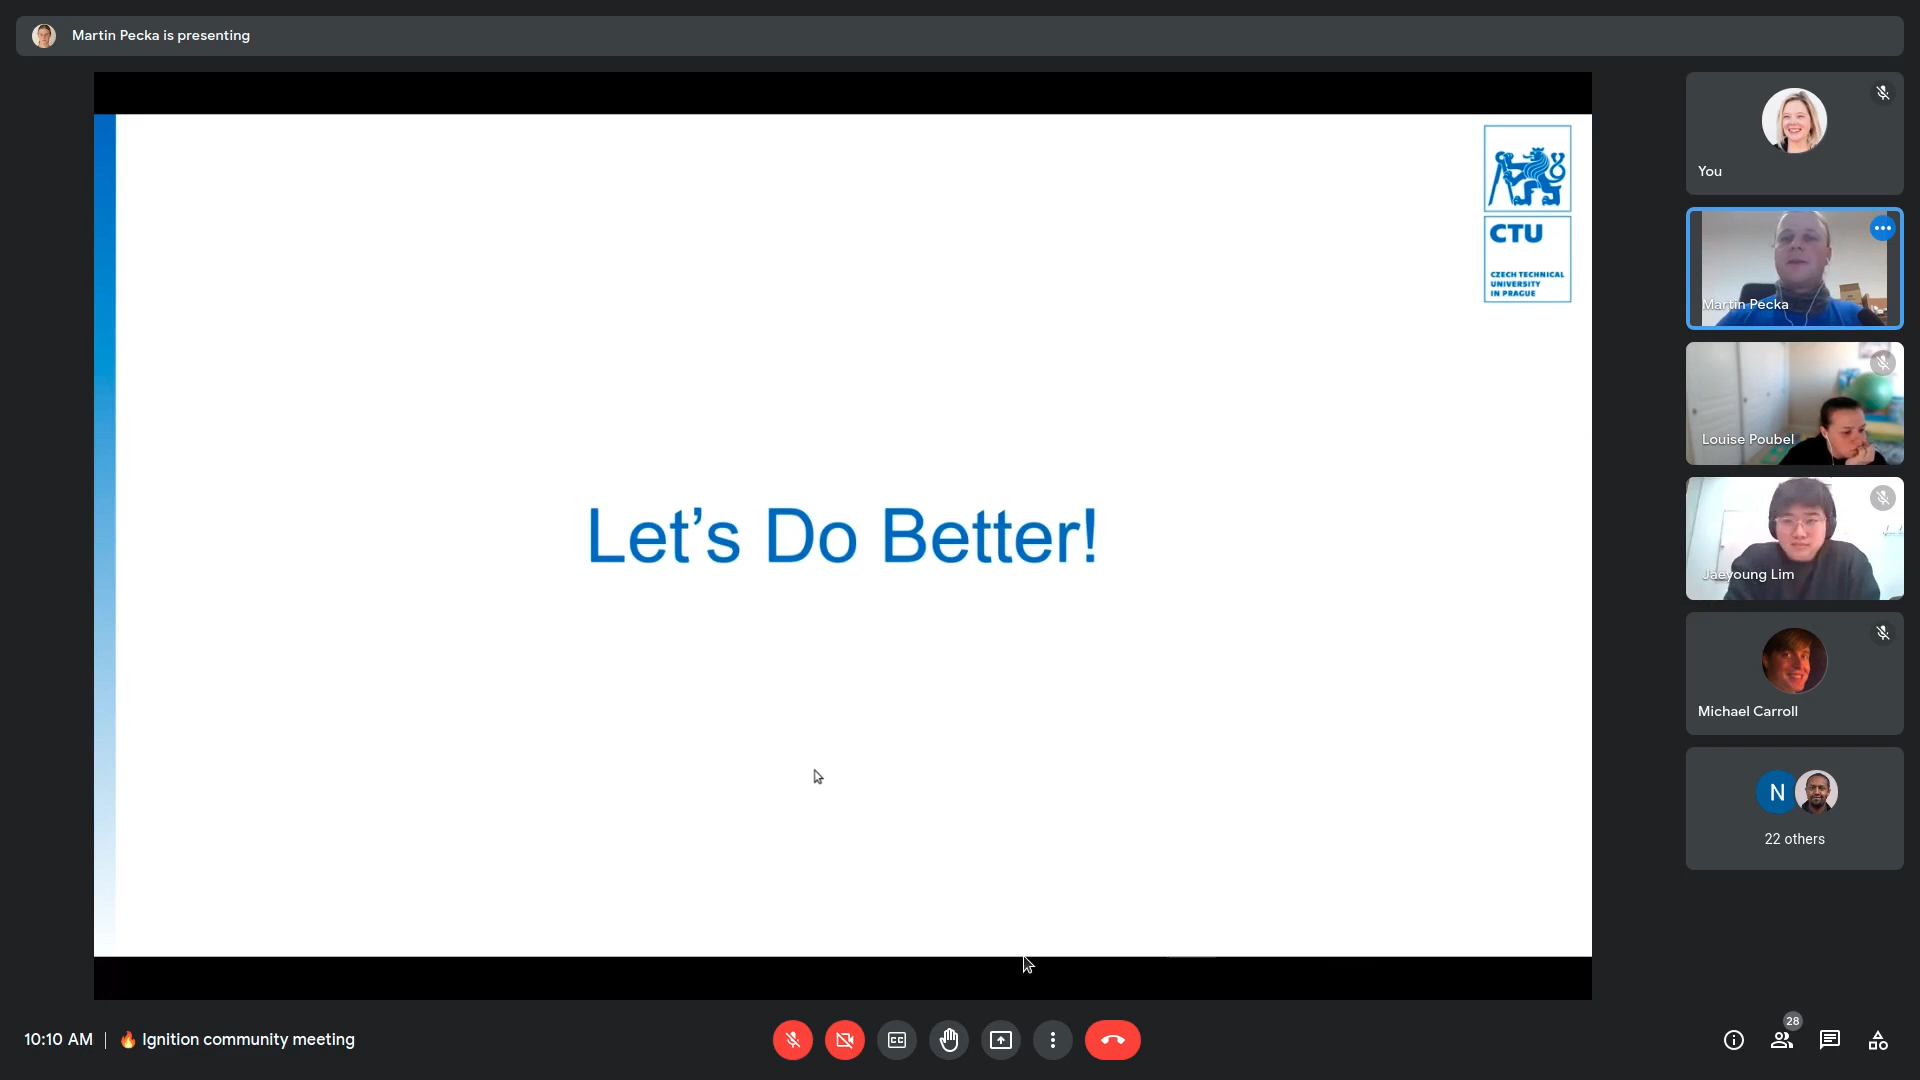 Martin Pecka is presenting
CTU
CZECH TECHNICAL
UNIVERSITY
IN PRAGUE
Let’s Do Better!
You
Martin Pecka
Louise Poubel
Jaeyoung Lim
Michael Carroll
N
22 others
10:10 AM | 🔥 Ignition community meeting
CC
28